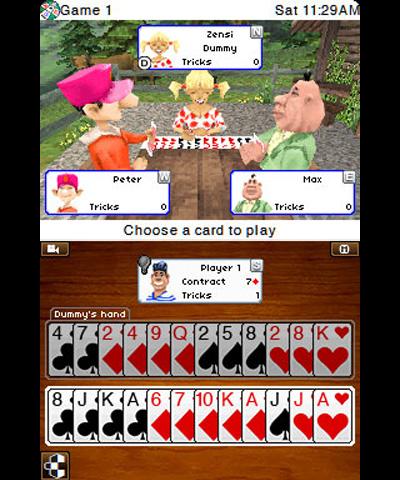 Game 1 Sat 11:29AM
Zensi N
Dummy
D Tricks 0
Peter W
Tricks 0
Max E
Tricks 0
Choose a card to play
Player 1 S
Contract 7♦
Tricks 1
Dummy's hand
4 7 2 4 9 Q 2 5 8 2 8 K
8 J K A 6 7 10 K A J J A